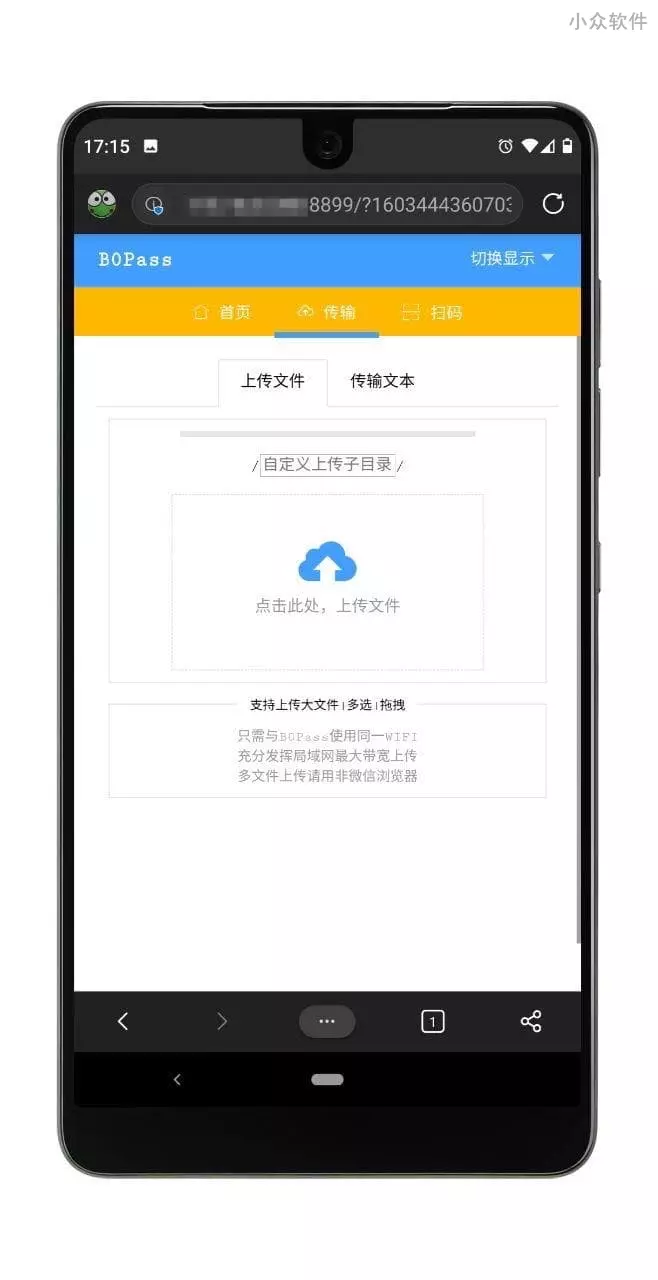 小众软件
17:15
8899/?1603444360703
B0Pass
切换显示
首页 传输 扫码
上传文件 传输文本
/自定义上传子目录/
点击此处，上传文件
支持上传大文件|多选|拖拽
只需与B0Pass使用同一WIFI
充分发挥局域网最大带宽上传
多文件上传请用非微信浏览器
1